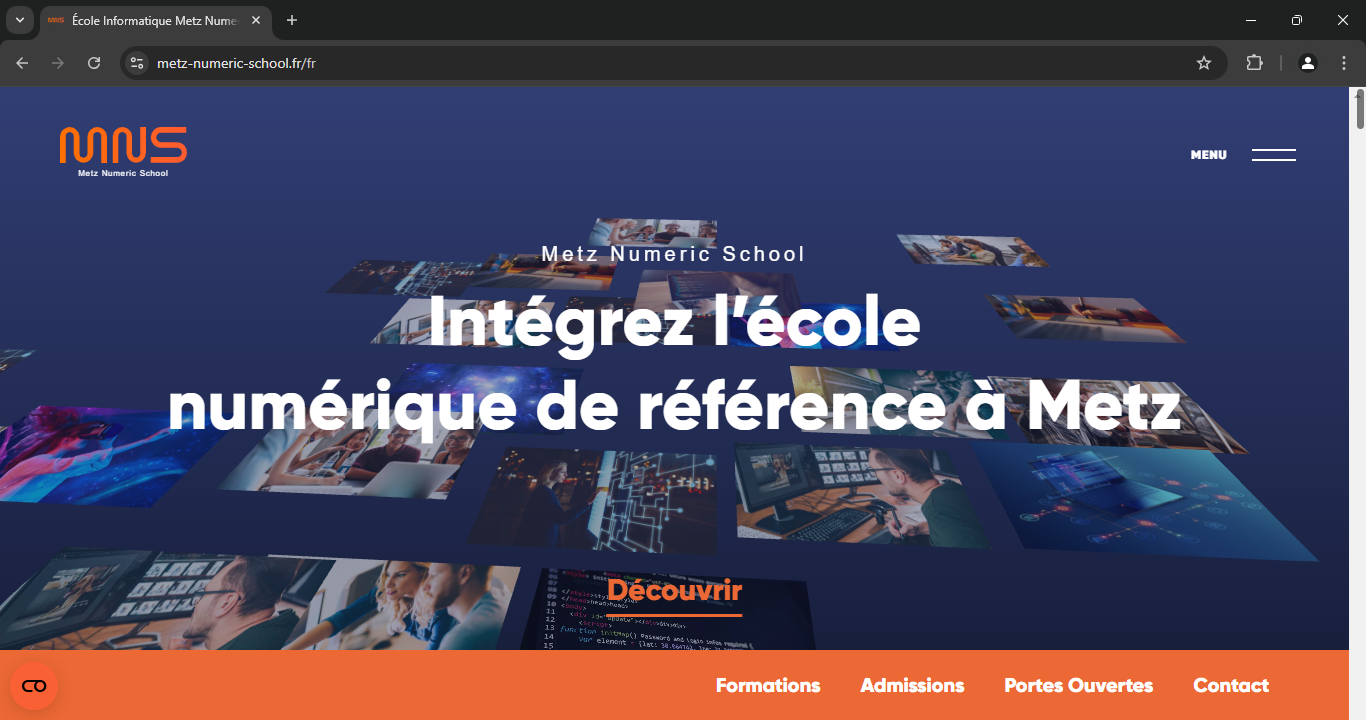 École Informatique Metz Nume
metz-numeric-school.fr/fr
MNS
Metz Numeric School
MENU
Metz Numeric School
Intégrez l'école
numérique de référence à Metz
Découvrir
Formations
Admissions
Portes Ouvertes
Contact